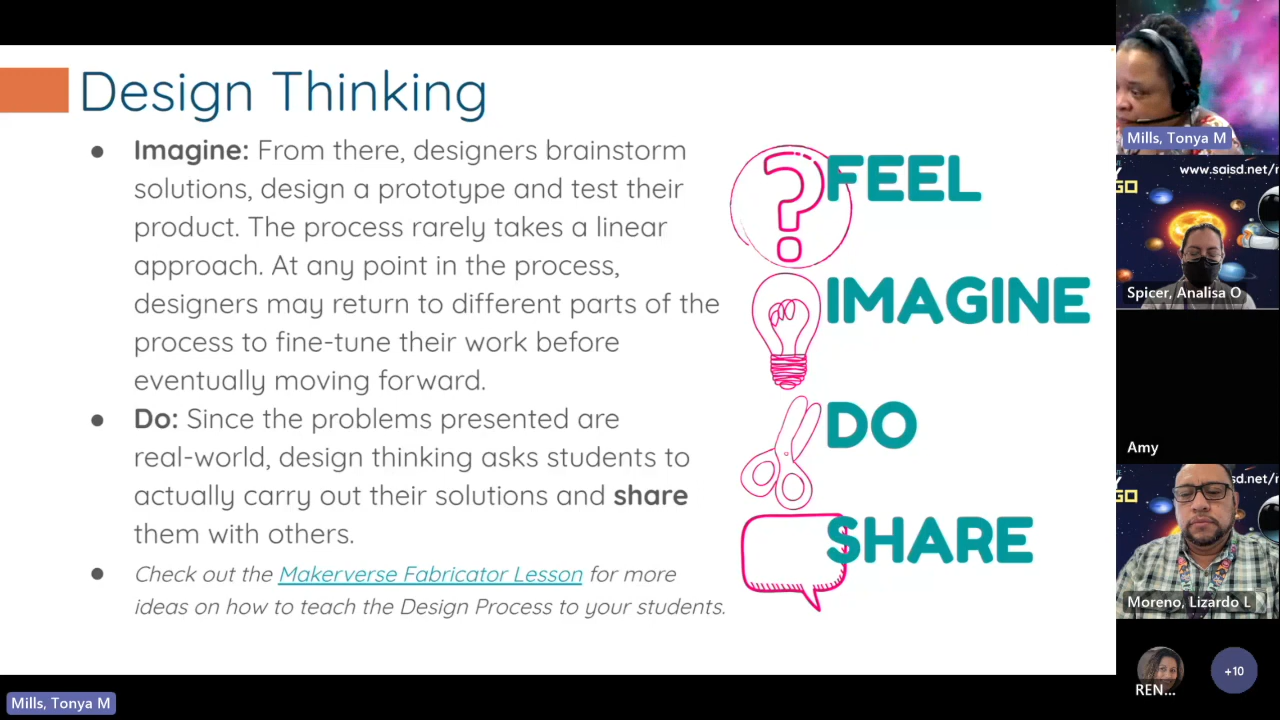 Design Thinking
● Imagine: From there, designers brainstorm
solutions, design a prototype and test their
product. The process rarely takes a linear
approach. At any point in the process,
designers may return to different parts of the
process to fine-tune their work before
eventually moving forward.
● Do: Since the problems presented are
real-world, design thinking asks students to
actually carry out their solutions and share
them with others.
● Check out the Makerverse Fabricator Lesson for more
ideas on how to teach the Design Process to your students.
?
FEEL
IMAGINE
DO
SHARE
Mills, Tonya M
www.saisd.net/
GO
Spicer, Analisa O
Amy
sd.net/
GO
Moreno, Lizardo L
REN...
+10
Mills, Tonya M